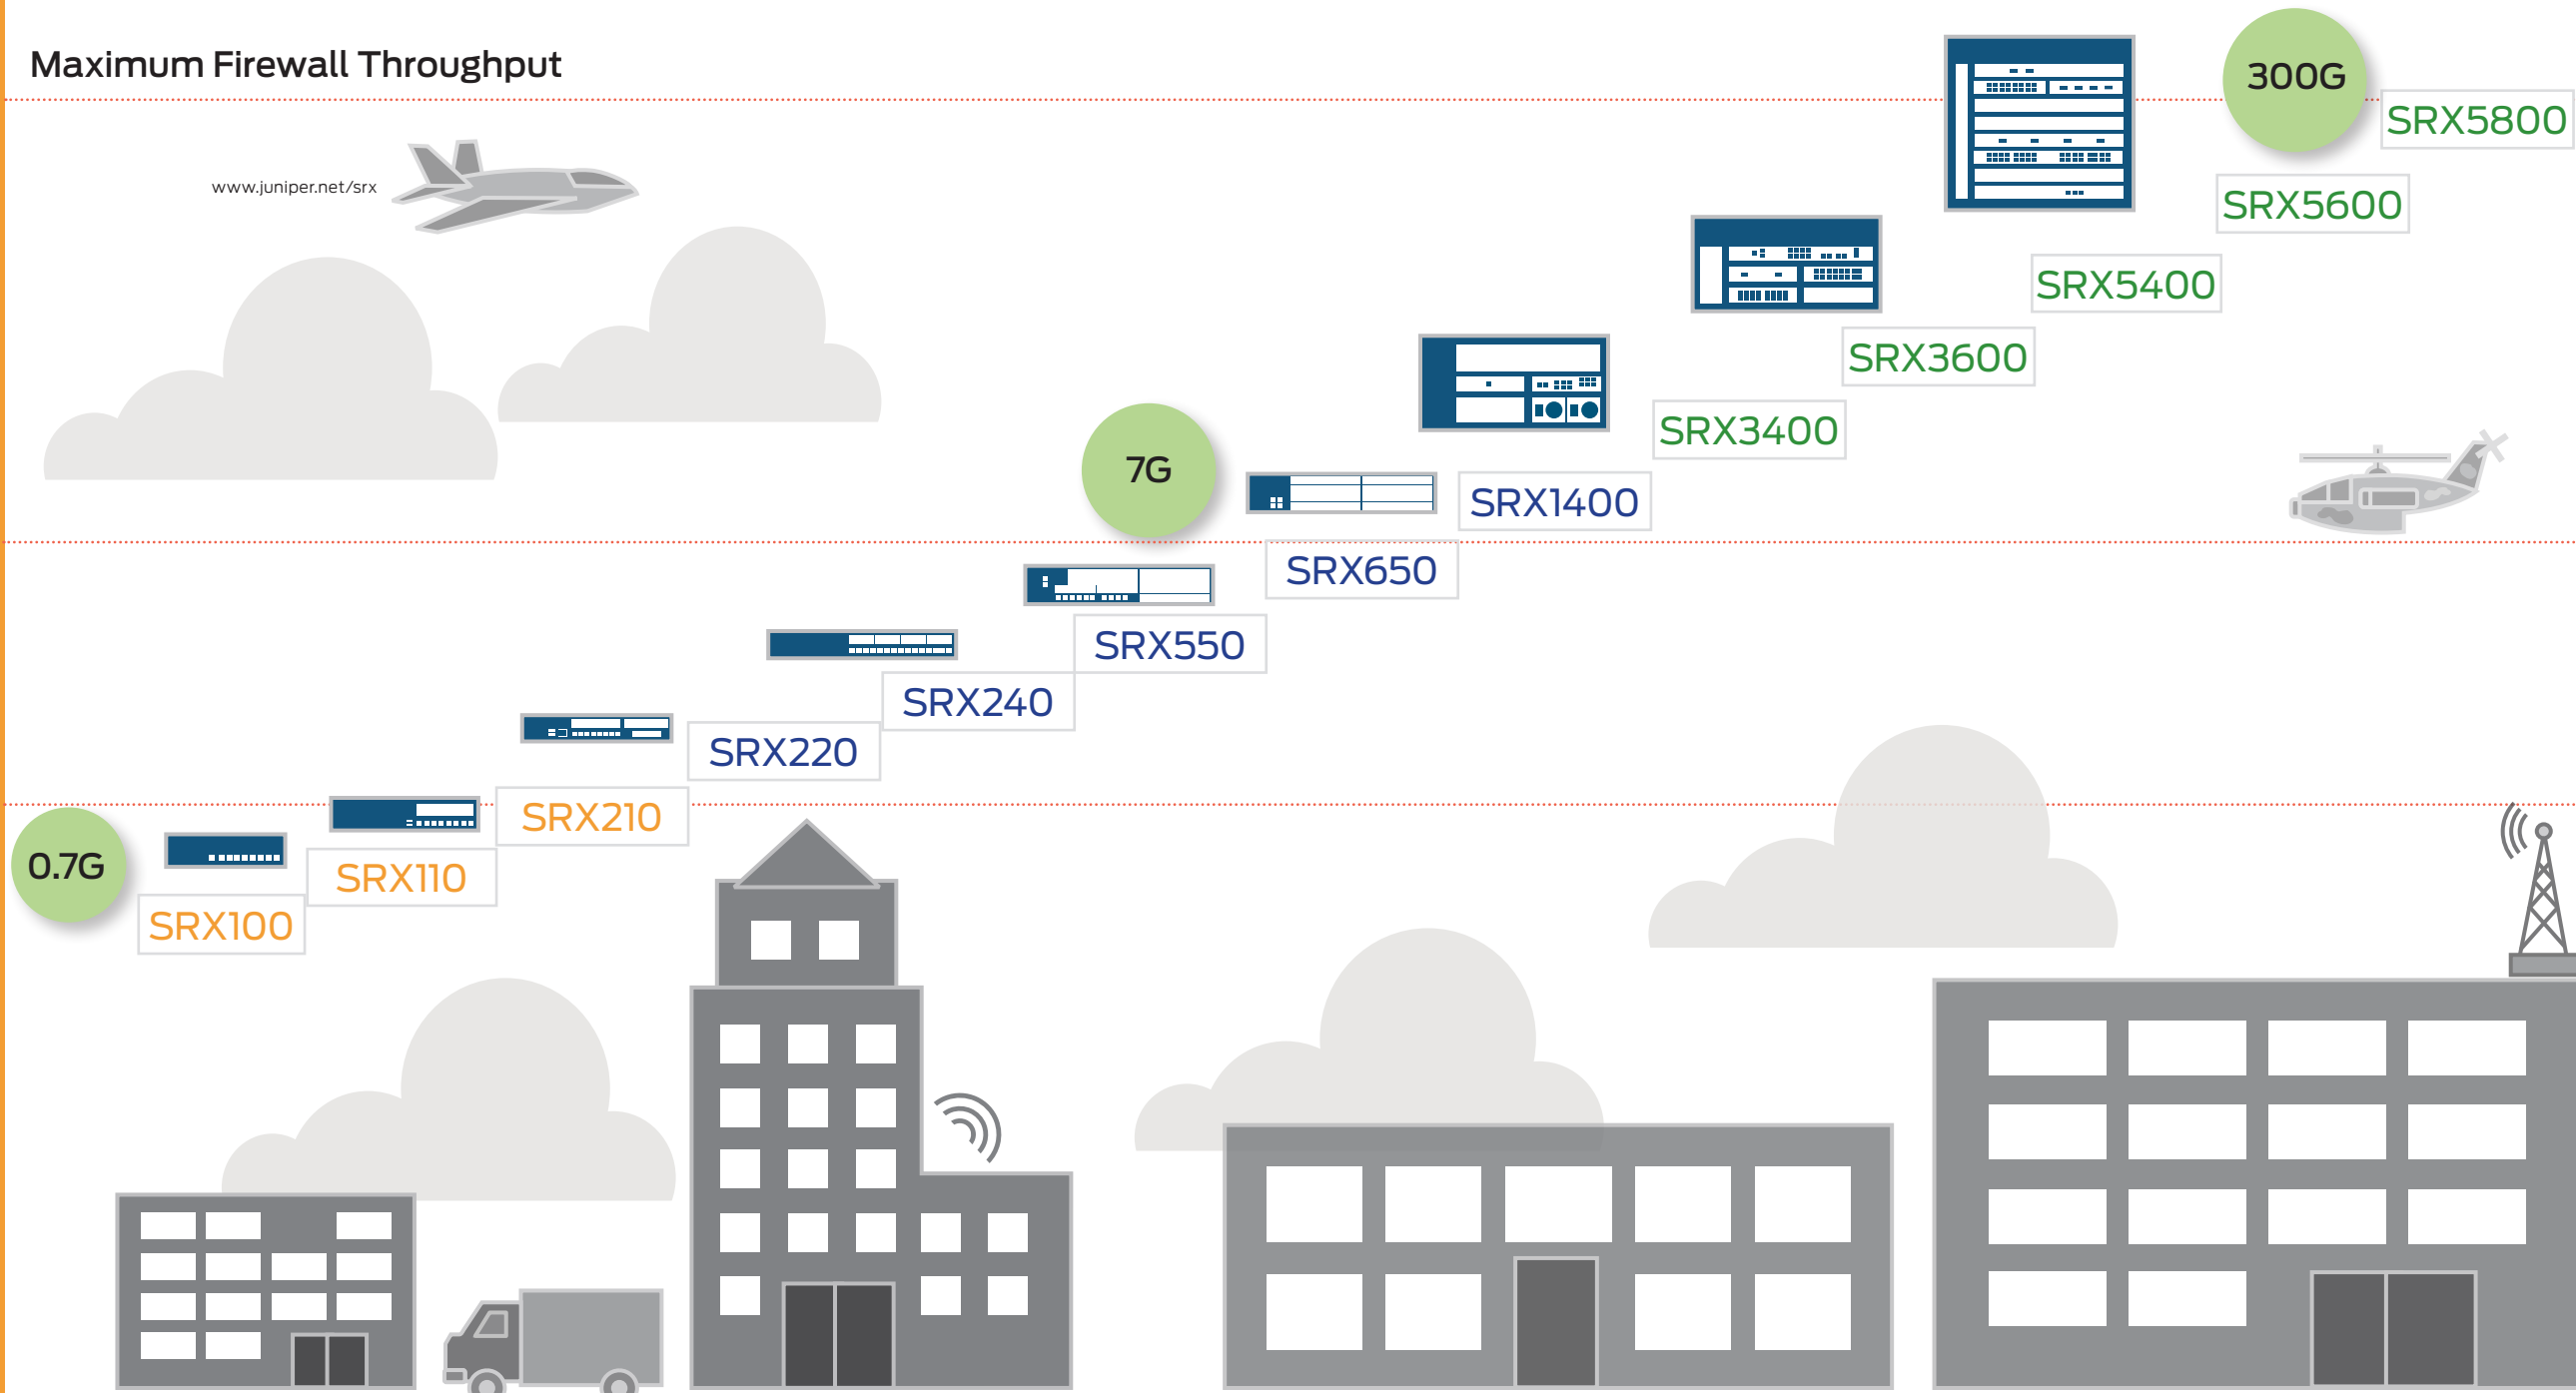 Maximum Firewall Throughput
300G
SRX5800
www.juniper.net/srx
SRX5600
SRX5400
SRX3600
SRX3400
7G
SRX1400
SRX650
SRX550
SRX240
SRX220
SRX210
0.7G
SRX110
SRX100